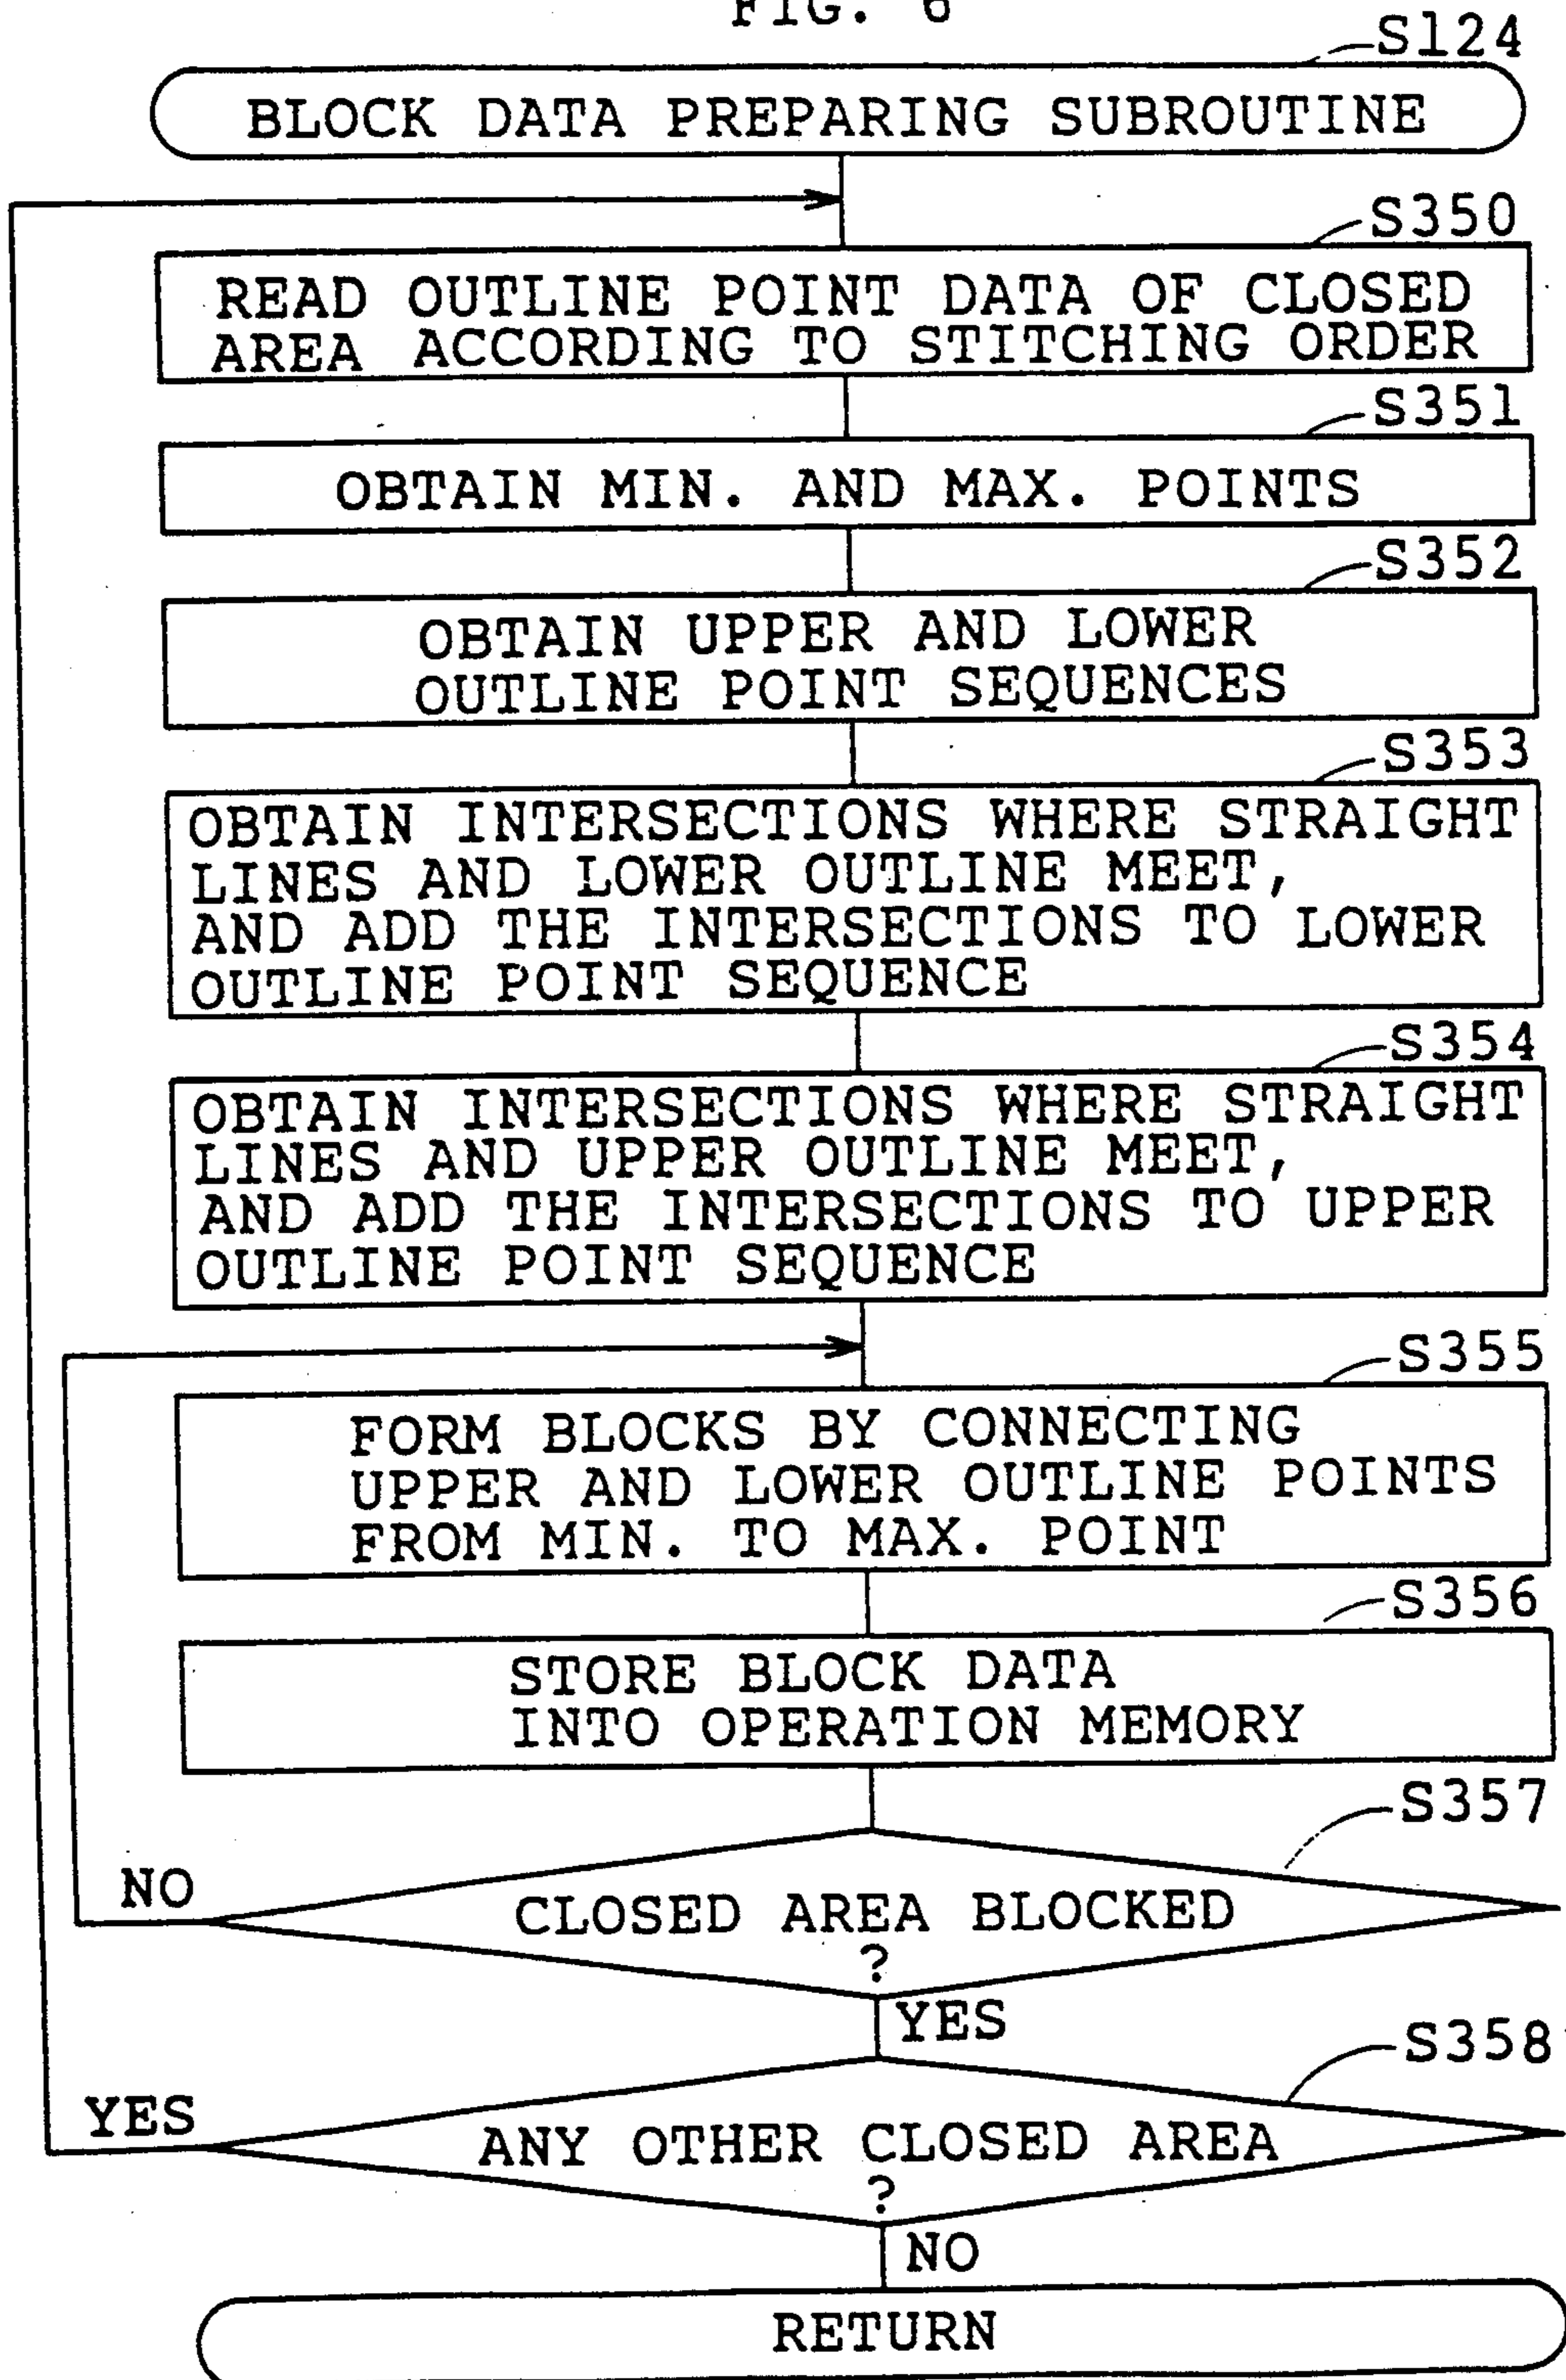 FIG. 6
S124
BLOCK DATA PREPARING SUBROUTINE
S350
READ OUTLINE POINT DATA OF CLOSED
AREA ACCORDING TO STITCHING ORDER
S351
OBTAIN MIN. AND MAX. POINTS
S352
OBTAIN UPPER AND LOWER
OUTLINE POINT SEQUENCES
S353
OBTAIN INTERSECTIONS WHERE STRAIGHT
LINES AND LOWER OUTLINE MEET,
AND ADD THE INTERSECTIONS TO LOWER
OUTLINE POINT SEQUENCE
S354
OBTAIN INTERSECTIONS WHERE STRAIGHT
LINES AND UPPER OUTLINE MEET,
AND ADD THE INTERSECTIONS TO UPPER
OUTLINE POINT SEQUENCE
S355
FORM BLOCKS BY CONNECTING
UPPER AND LOWER OUTLINE POINTS
FROM MIN. TO MAX. POINT
S356
STORE BLOCK DATA
INTO OPERATION MEMORY
S357
NO
CLOSED AREA BLOCKED
?
YES
S358
YES
ANY OTHER CLOSED AREA
?
NO
RETURN